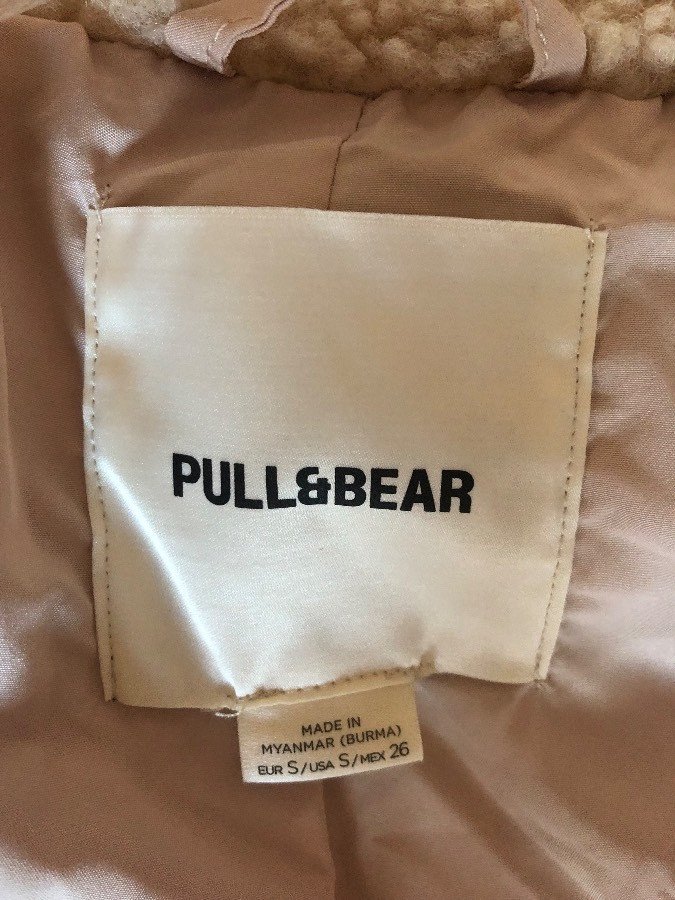 PULL&BEAR
MADE IN
MYANMAR (BURMA)
EUR S/USA S/MEX 26